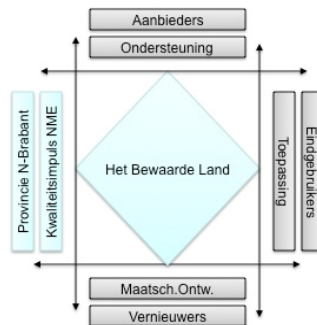 Aanbieders
Ondersteuning
Provincie N-Brabant
Kwaliteitsimpuls NME
Het Bewaarde Land
Toepassing
Eindgebruikers
Maatsch.Ontw.
Vernieuwers